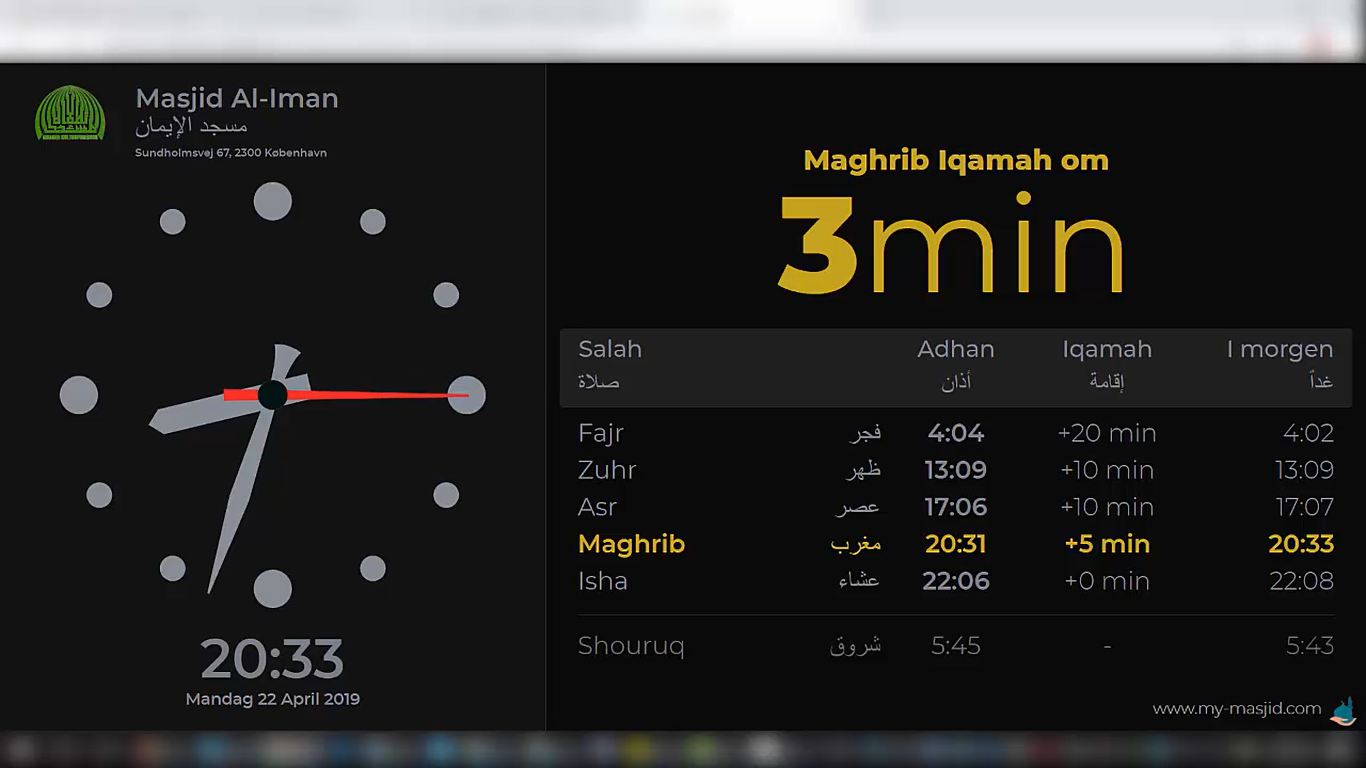 Masjid Al-Iman
مسجد الإيمان
Sundholmsvej 67, 2300 København
20:33
Mandag 22 April 2019
Maghrib Iqamah om
3min
Salah Adhan Iqamah I morgen
صلاة أذان إقامة غداً
Fajr فجر 4:04 +20 min 4:02
Zuhr ظهر 13:09 +10 min 13:09
Asr عصر 17:06 +10 min 17:07
Maghrib مغرب 20:31 +5 min 20:33
Isha عشاء 22:06 +0 min 22:08
Shouruq شروق 5:45 - 5:43
www.my-masjid.com